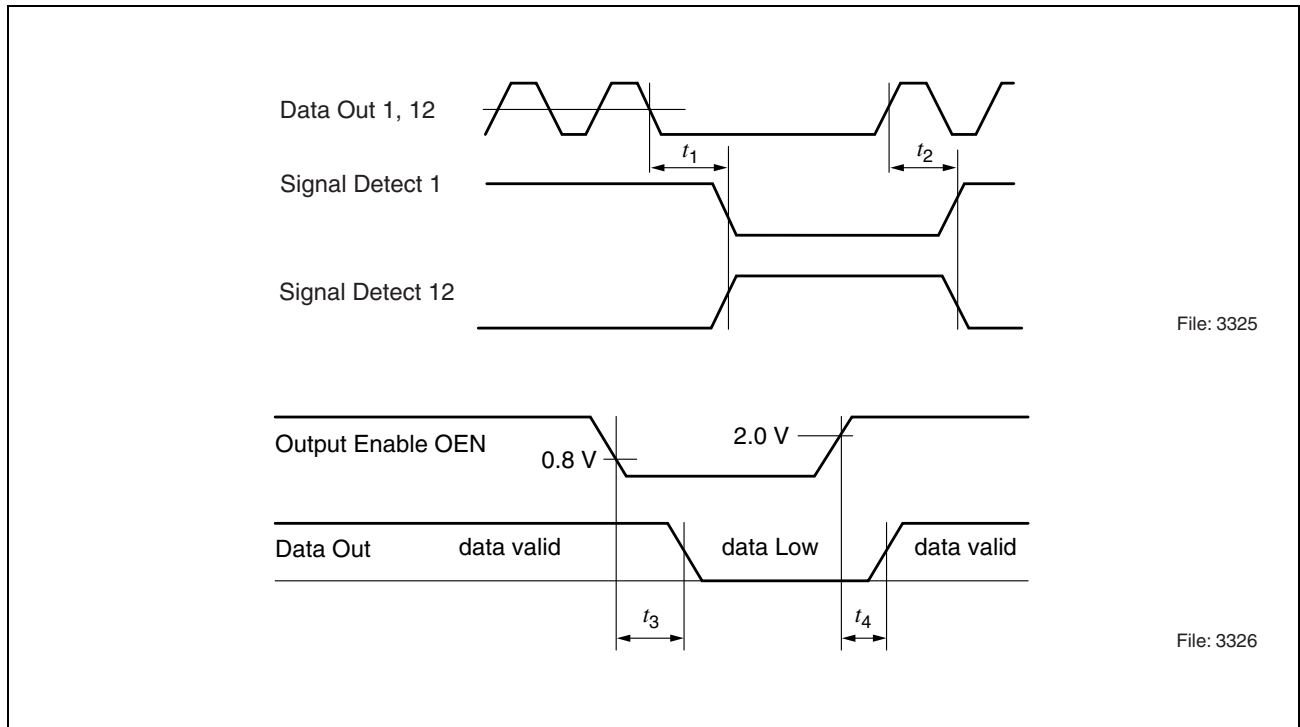 Data Out 1, 12
t1
t2
Signal Detect 1
Signal Detect 12
File: 3325
Output Enable OEN
0.8 V
2.0 V
Data Out
data valid
data Low
data valid
t3
t4
File: 3326